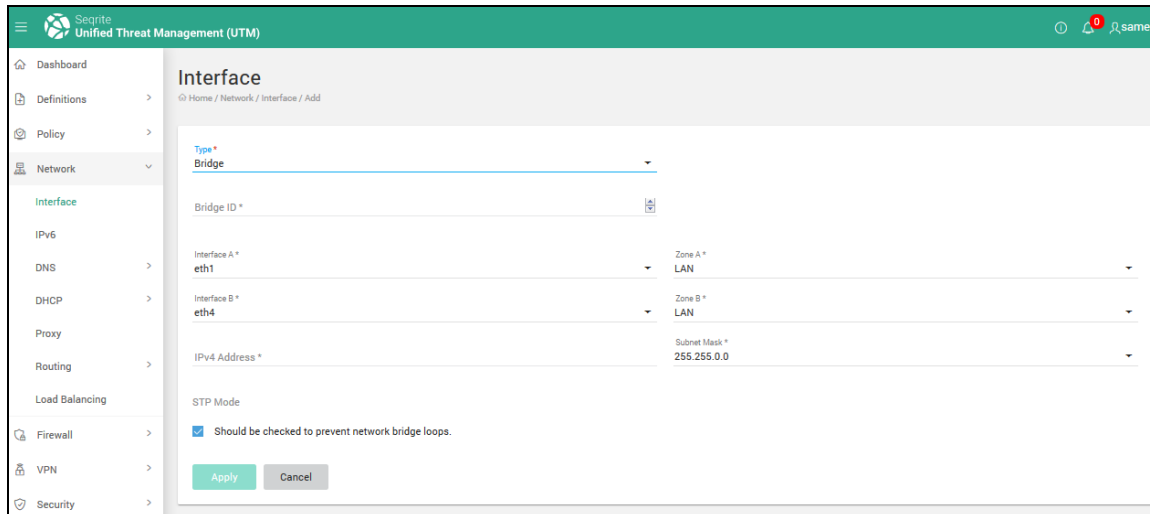 Seqrite
Unified Threat Management (UTM)
0
same
Dashboard
Definitions
Policy
Network
Interface
IPv6
DNS
DHCP
Proxy
Routing
Load Balancing
Firewall
VPN
Security
Interface
Home / Network / Interface / Add
Type*
Bridge
Bridge ID *
Interface A * Zone A *
eth1 LAN
Interface B * Zone B *
eth4 LAN
Subnet Mask *
IPv4 Address * 255.255.0.0
STP Mode
Should be checked to prevent network bridge loops.
Apply Cancel